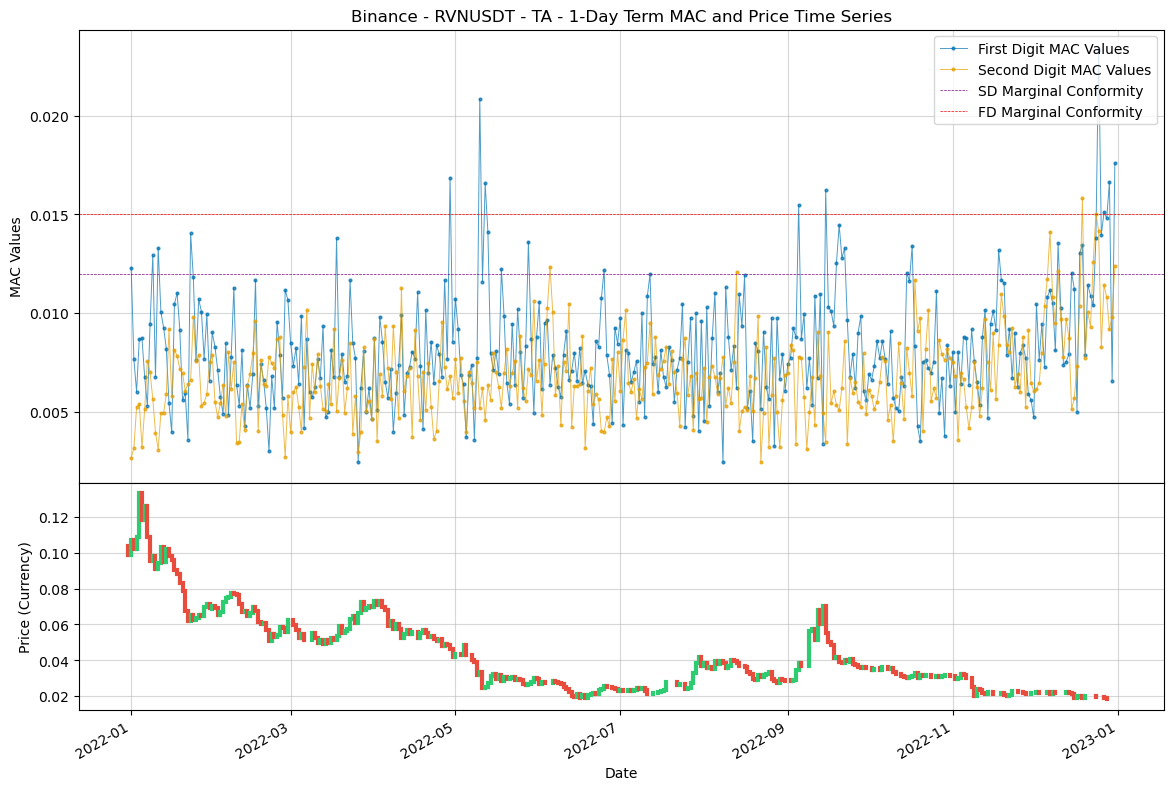 Binance - RVNUSDT - TA - 1-Day Term MAC and Price Time Series
First Digit MAC Values
Second Digit MAC Values
SD Marginal Conformity
FD Marginal Conformity
MAC Values
0.020
0.015
0.010
0.005
Price (Currency)
0.12
0.10
0.08
0.06
0.04
0.02
2022-01
2022-03
2022-05
2022-07
2022-09
2022-11
2023-01
Date